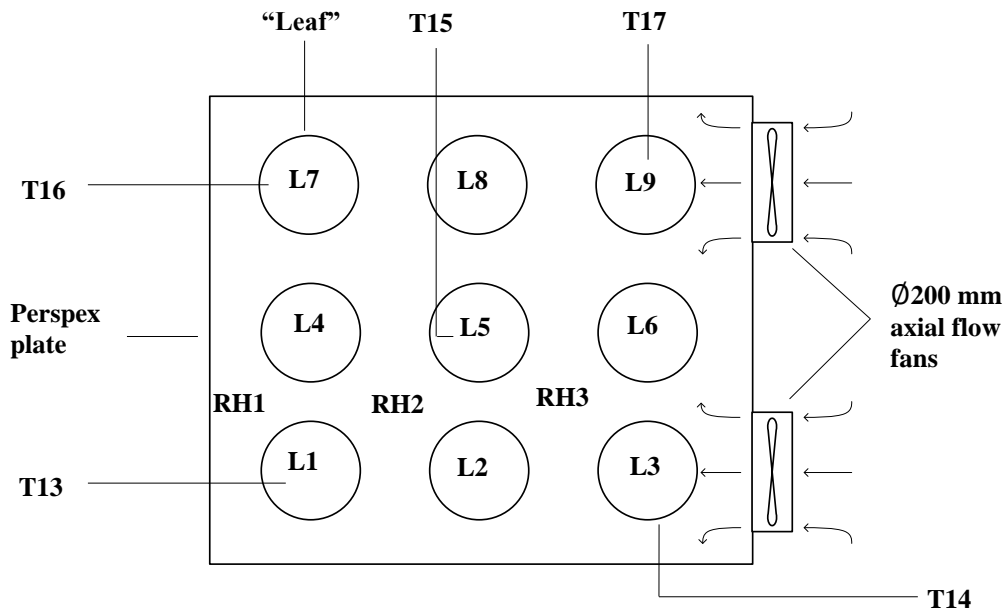 “Leaf”
T15
T17
L7
L8
L9
T16
Perspex
plate
L4
L5
L6
Ø200 mm
axial flow
fans
RH1
RH2
RH3
L1
L2
L3
T13
T14